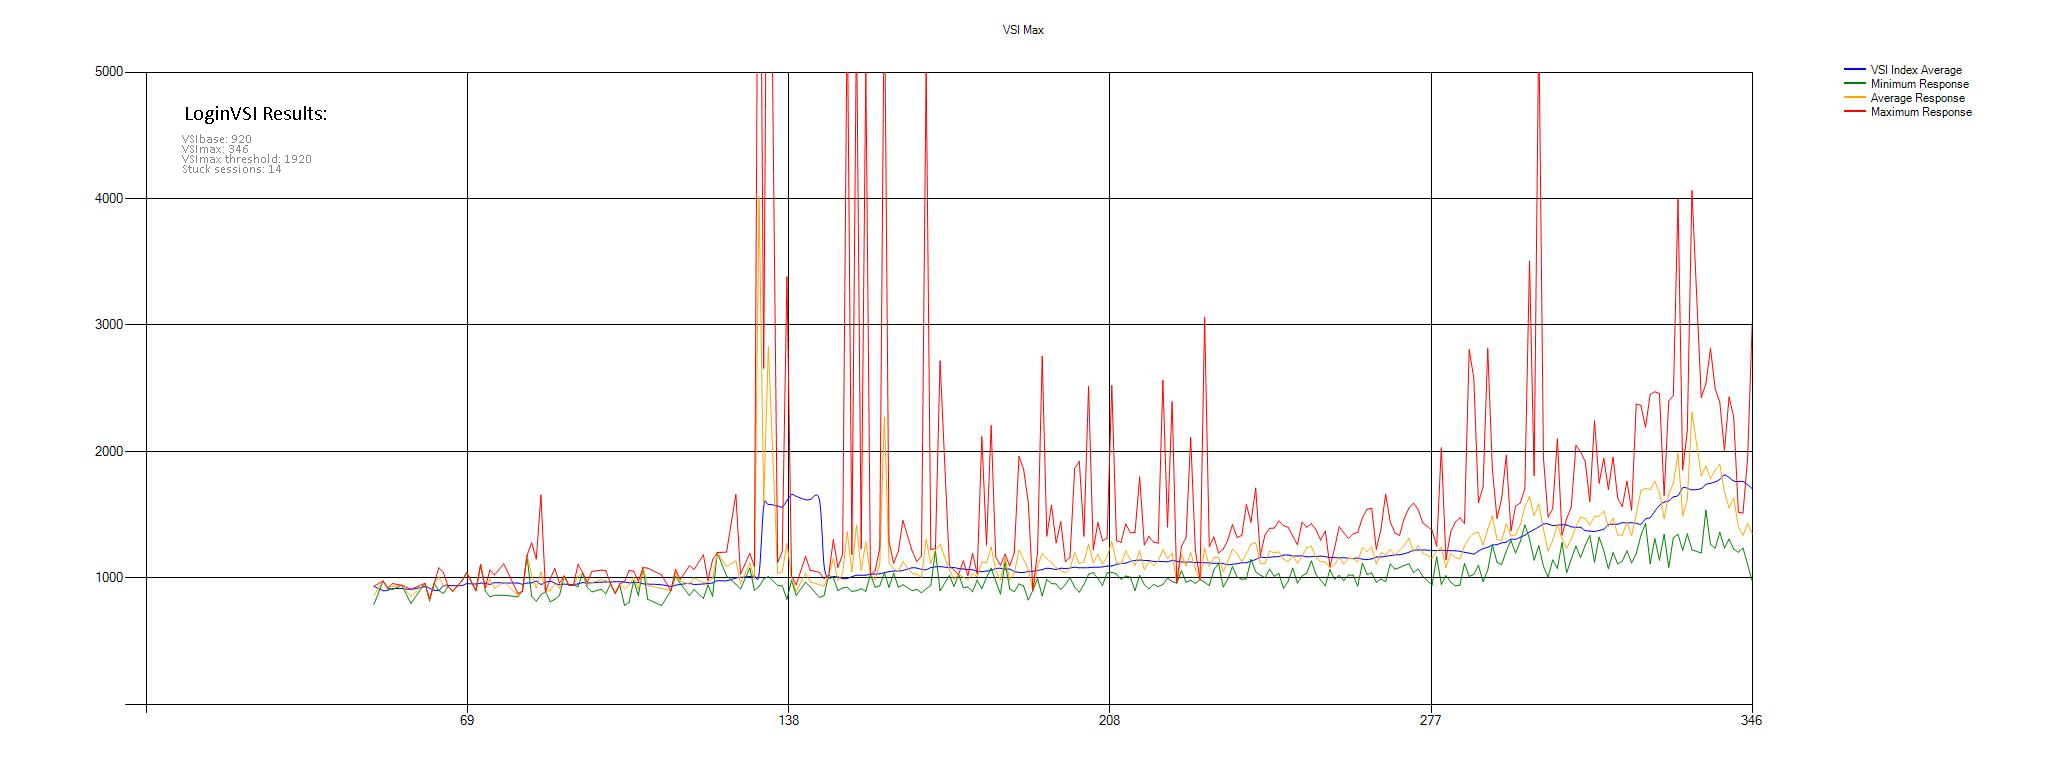 VSI Max
5000
4000
3000
2000
1000
69
138
208
277
346
LoginVSI Results:
VSIbase: 920
VSImax: 346
VSImax threshold: 1920
Stuck sessions: 14
VSI Index Average
Minimum Response
Average Response
Maximum Response